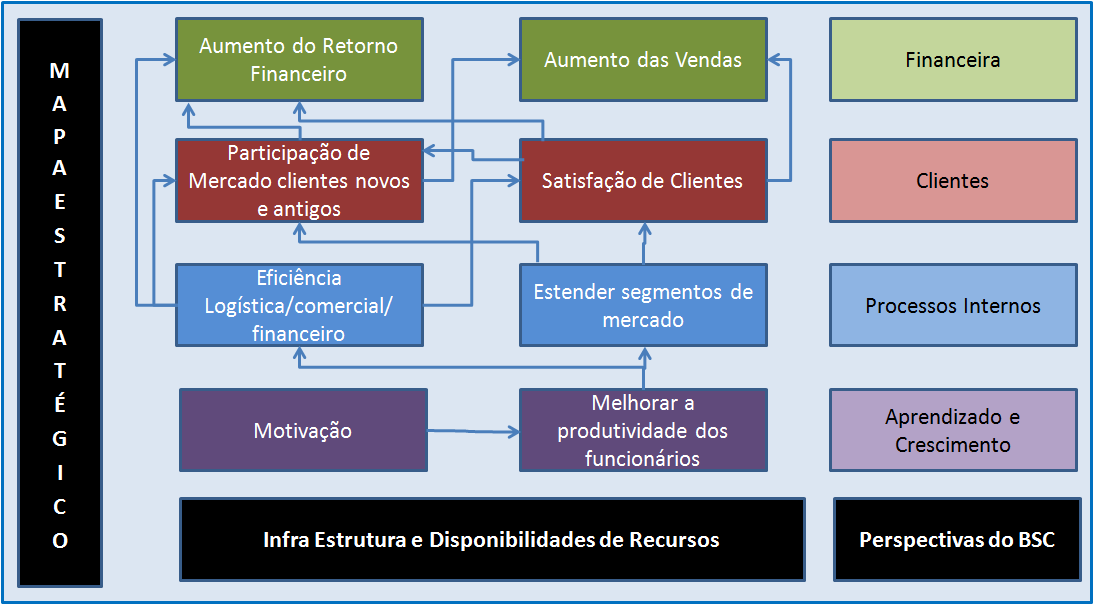 MAPA ESTRATÉGICO
Aumento do Retorno
Financeiro
Aumento das Vendas
Financeira
Participação de
Mercado clientes novos
e antigos
Satisfação de Clientes
Clientes
Eficiência
Logística/comercial/
financeiro
Estender segmentos de
mercado
Processos Internos
Motivação
Melhorar a
produtividade dos
funcionários
Aprendizado e
Crescimento
Infra Estrutura e Disponibilidades de Recursos
Perspectivas do BSC